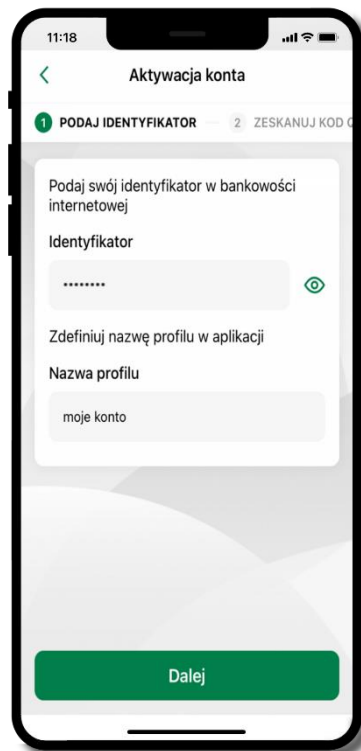 11:18
Aktywacja konta
1 PODAJ IDENTYFIKATOR
2 ZESKANUJ KOD
Podaj swój identyfikator w bankowości
internetowej
Identyfikator
••••••••
Zdefiniuj nazwę profilu w aplikacji
Nazwa profilu
moje konto
Dalej